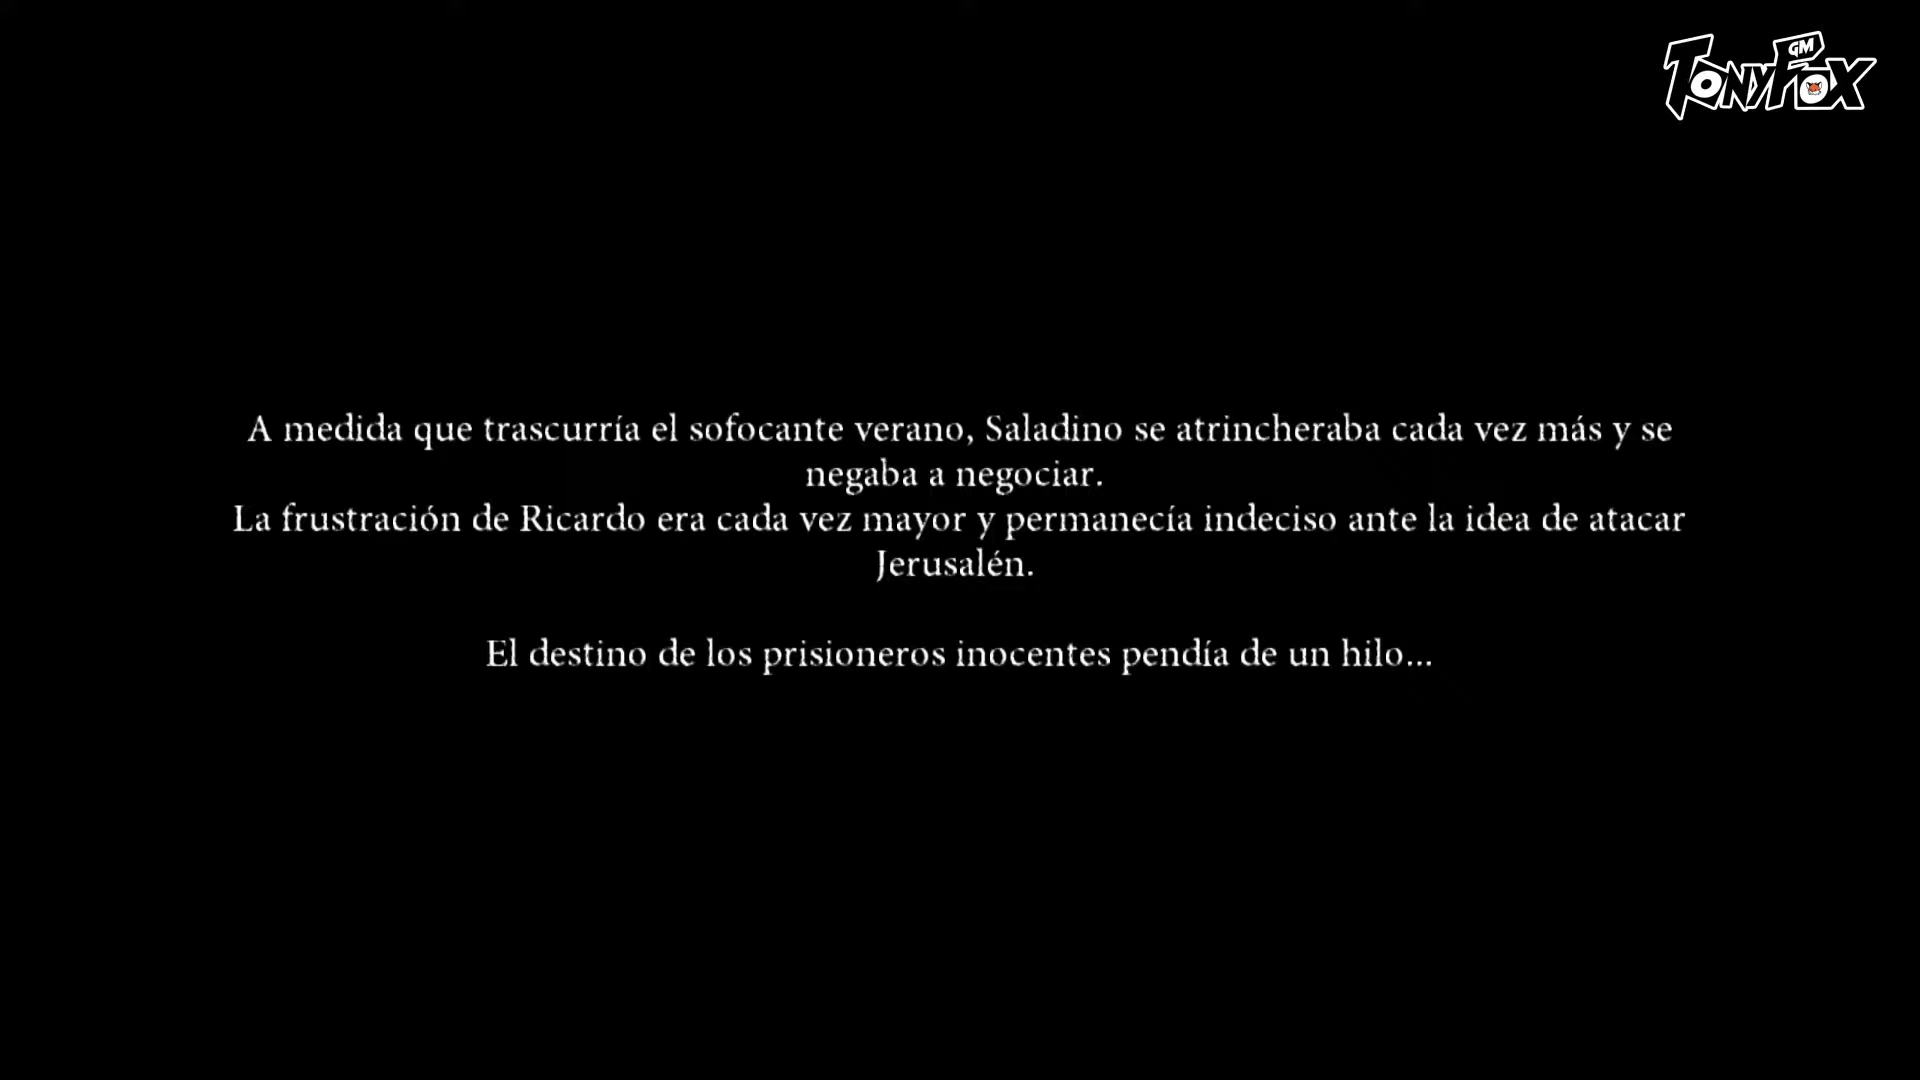 TONYFOX
GM
A medida que trascurría el sofocante verano, Saladino se atrincheraba cada vez más y se
negaba a negociar.
La frustración de Ricardo era cada vez mayor y permanecía indeciso ante la idea de atacar
Jerusalén.
El destino de los prisioneros inocentes pendía de un hilo...